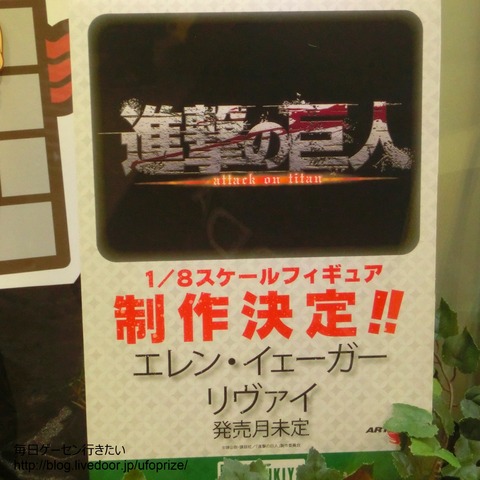 進撃の巨人
attack on titan
1/8スケールフィギュア
制作決定!!
エレン・イェーガー
リヴァイ
発売月未定
毎日ゲーセン行きたい
http://blog.livedoor.jp/ufoprize/